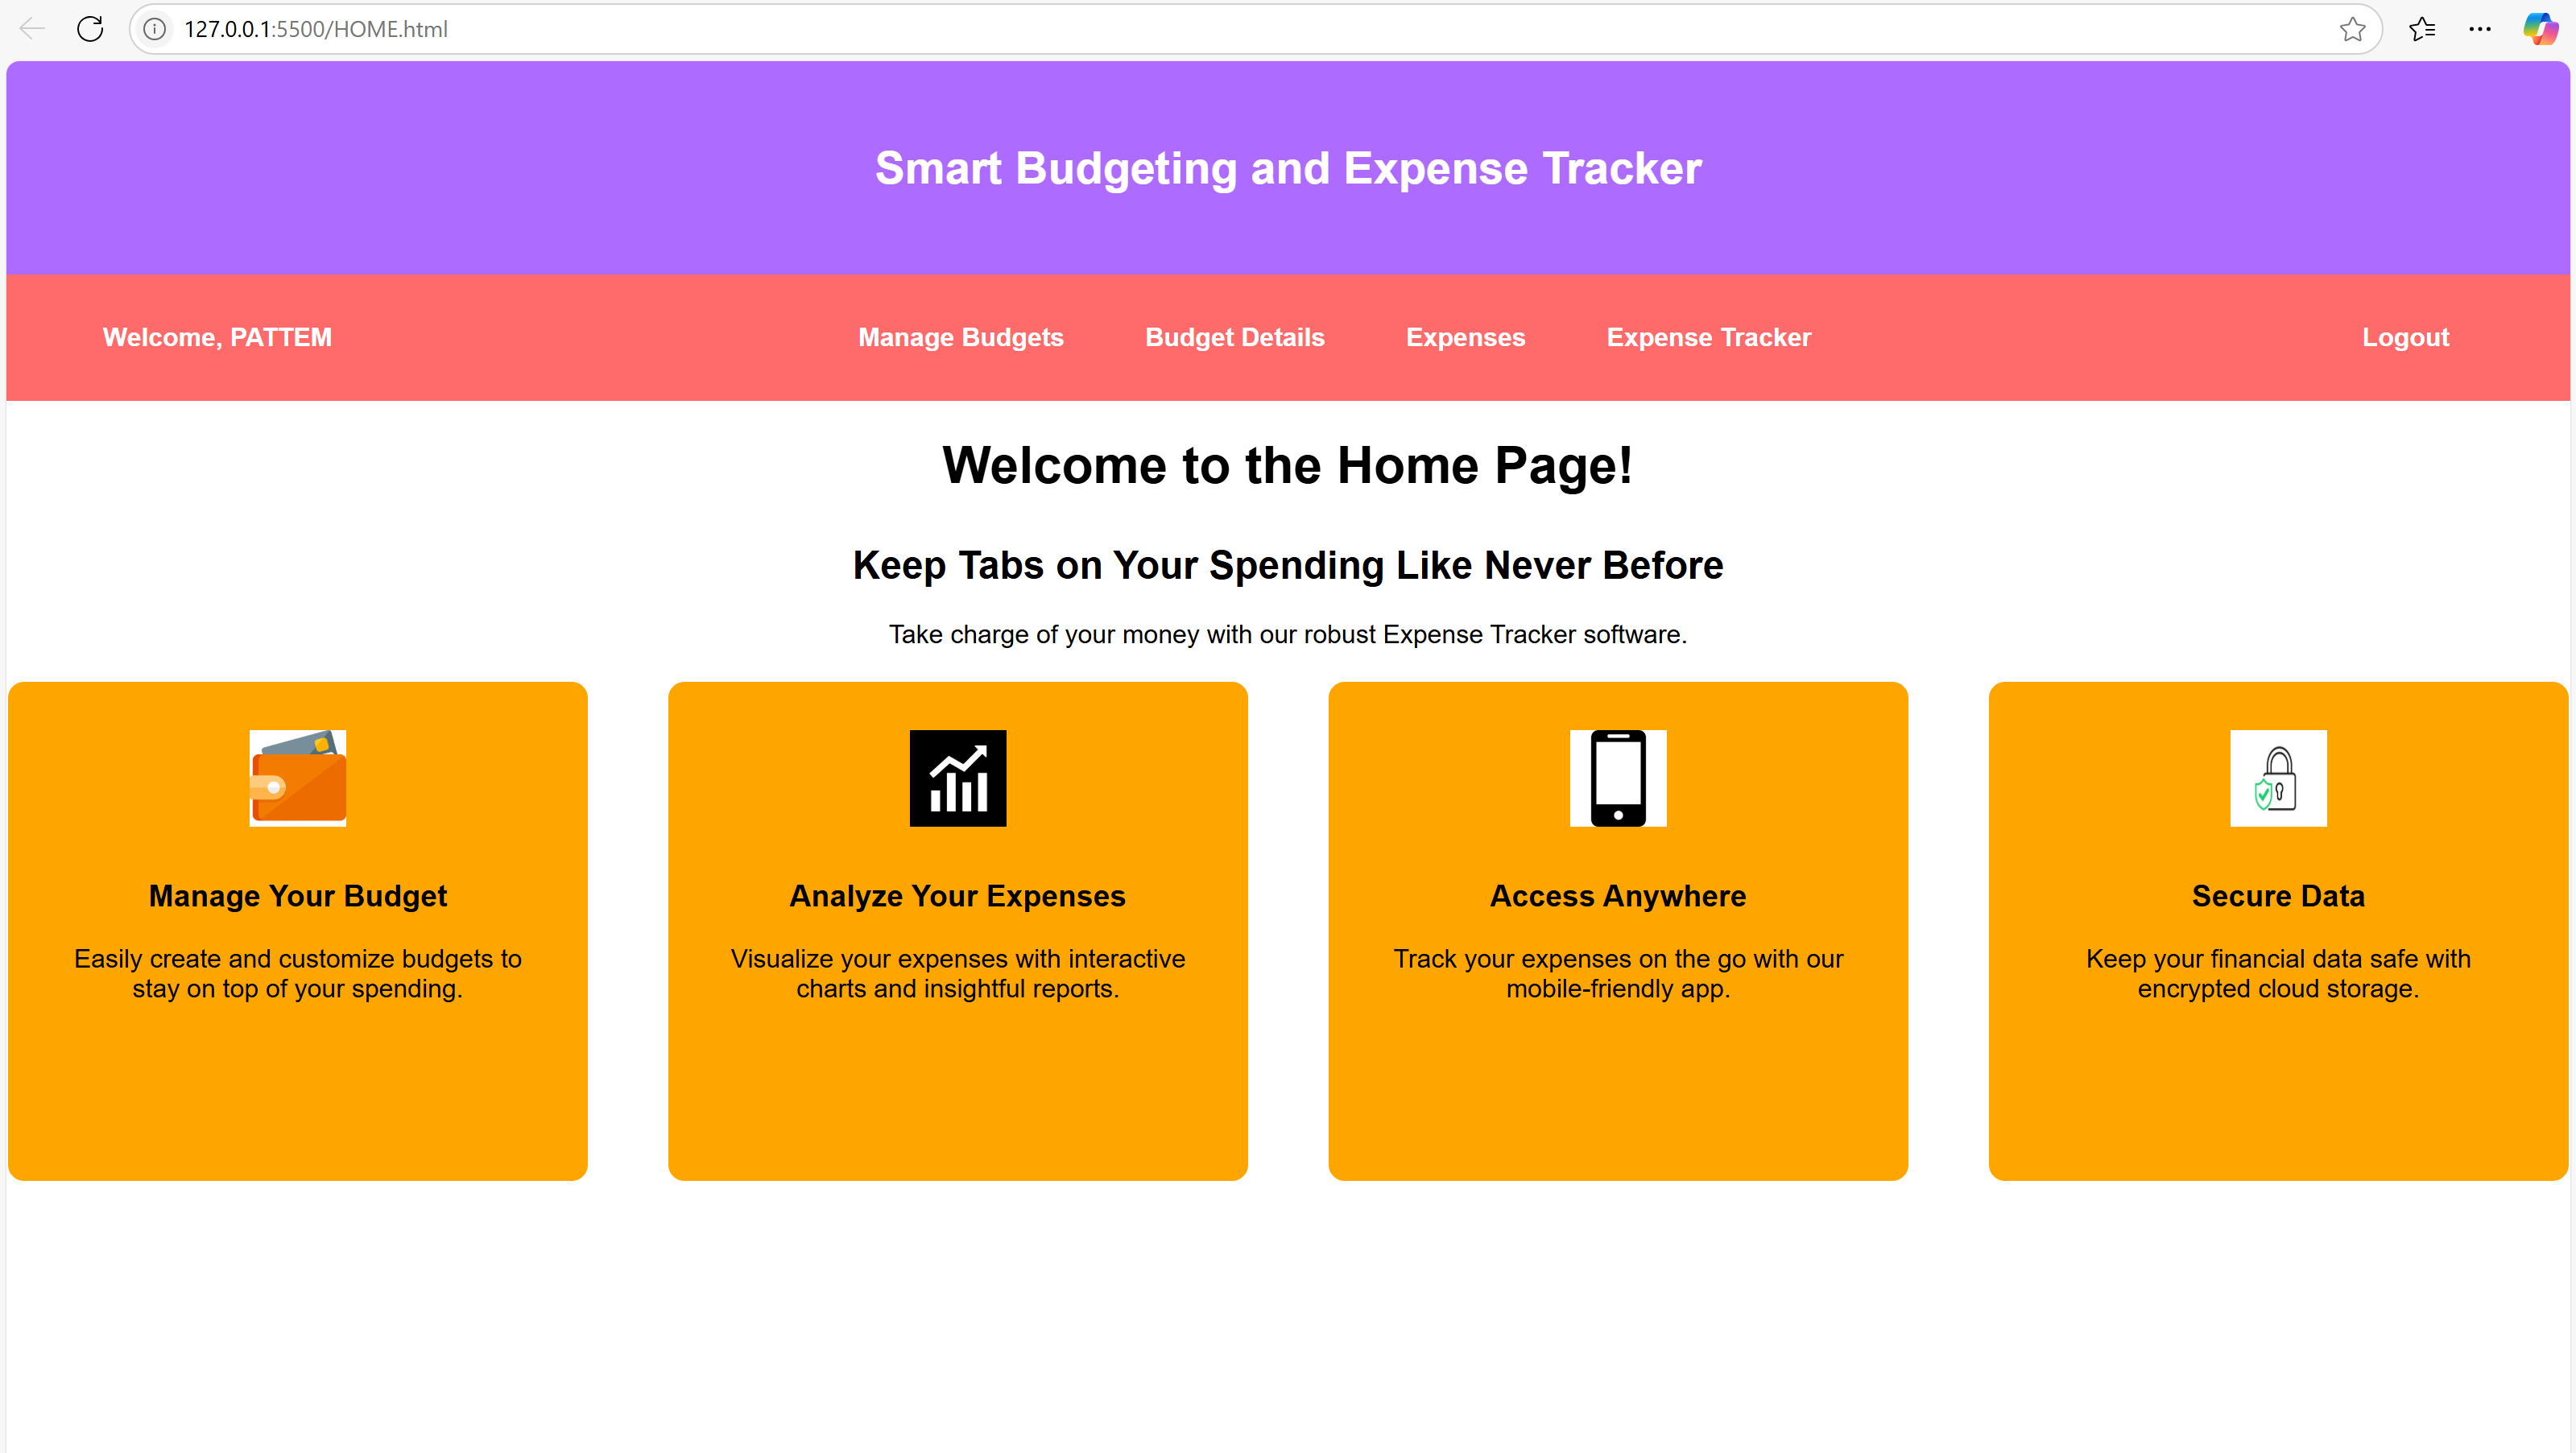 127.0.0.1:5500/HOME.html
Smart Budgeting and Expense Tracker
Welcome, PATTEM
Manage Budgets
Budget Details
Expenses
Expense Tracker
Logout
Welcome to the Home Page!
Keep Tabs on Your Spending Like Never Before
Take charge of your money with our robust Expense Tracker software.
Manage Your Budget
Easily create and customize budgets to
stay on top of your spending.
Analyze Your Expenses
Visualize your expenses with interactive
charts and insightful reports.
Access Anywhere
Track your expenses on the go with our
mobile-friendly app.
Secure Data
Keep your financial data safe with
encrypted cloud storage.